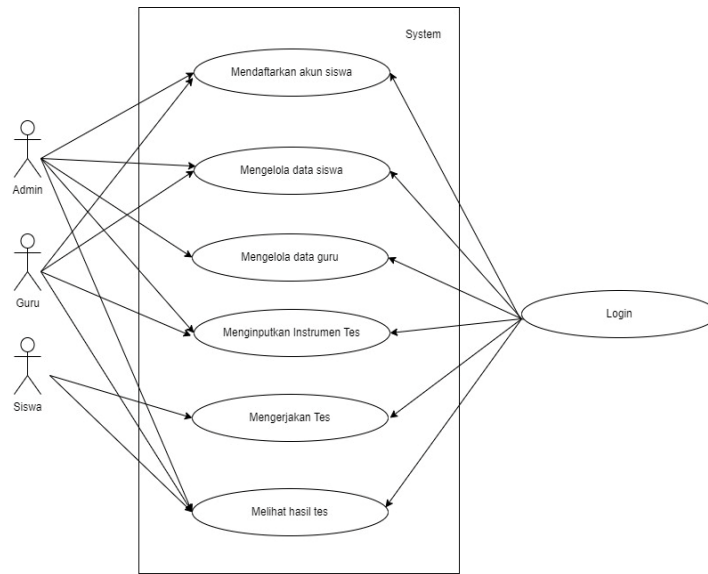 System
Mendaftarkan akun siswa
Admin
Mengelola data siswa
Mengelola data guru
Guru
Login
Menginputkan Instrumen Tes
Siswa
Mengerjakan Tes
Melihat hasil tes